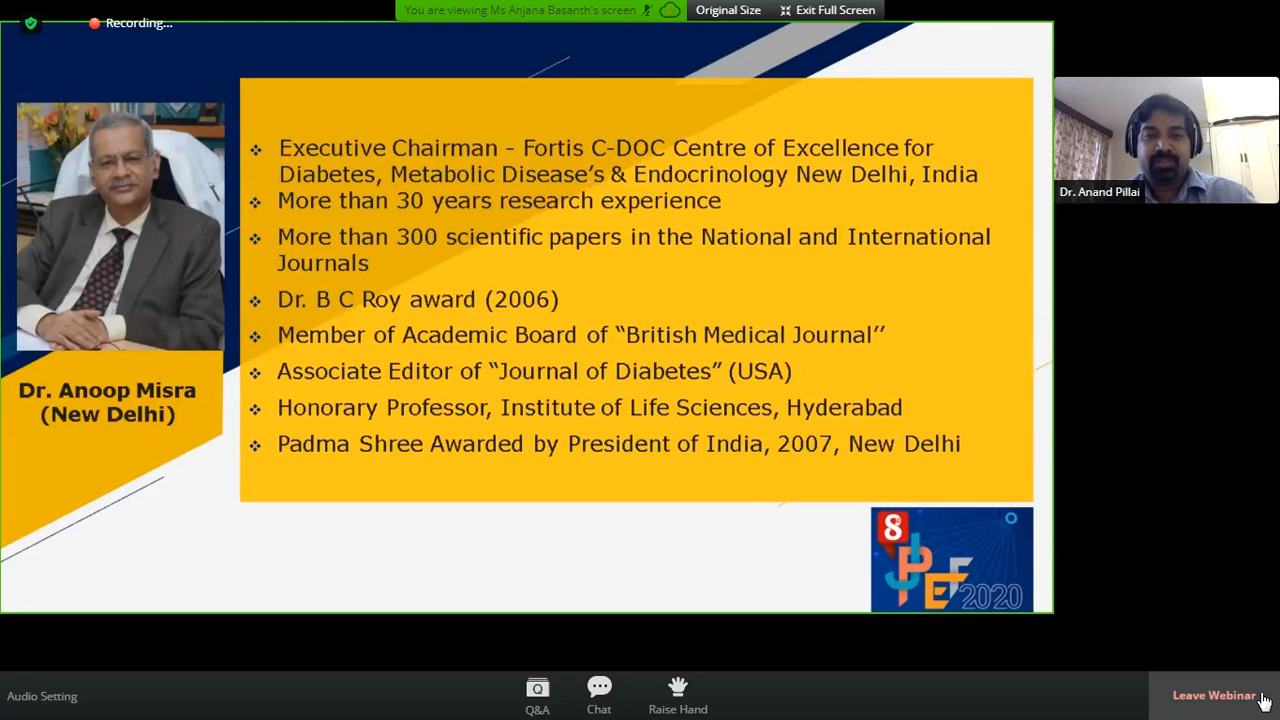 You are viewing Ms Anjana Basanth's screen
Original Size
Exit Full Screen
Recording...
❖ Executive Chairman - Fortis C-DOC Centre of Excellence for
Diabetes, Metabolic Disease’s & Endocrinology New Delhi, India
❖ More than 30 years research experience
❖ More than 300 scientific papers in the National and International
Journals
❖ Dr. B C Roy award (2006)
❖ Member of Academic Board of “British Medical Journal’’
❖ Associate Editor of “Journal of Diabetes” (USA)
❖ Honorary Professor, Institute of Life Sciences, Hyderabad
❖ Padma Shree Awarded by President of India, 2007, New Delhi
Dr. Anoop Misra
(New Delhi)
Dr. Anand Pillai
8
JPEF
2020
Audio Setting
Q&A
Chat
Raise Hand
Leave Webinar